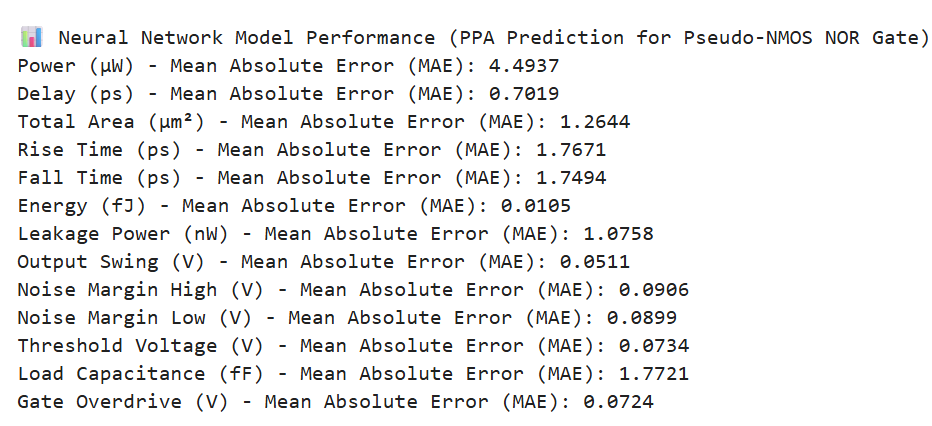 📊 Neural Network Model Performance (PPA Prediction for Pseudo-NMOS NOR Gate)
Power (µW) - Mean Absolute Error (MAE): 4.4937
Delay (ps) - Mean Absolute Error (MAE): 0.7019
Total Area (µm²) - Mean Absolute Error (MAE): 1.2644
Rise Time (ps) - Mean Absolute Error (MAE): 1.7671
Fall Time (ps) - Mean Absolute Error (MAE): 1.7494
Energy (fJ) - Mean Absolute Error (MAE): 0.0105
Leakage Power (nW) - Mean Absolute Error (MAE): 1.0758
Output Swing (V) - Mean Absolute Error (MAE): 0.0511
Noise Margin High (V) - Mean Absolute Error (MAE): 0.0906
Noise Margin Low (V) - Mean Absolute Error (MAE): 0.0899
Threshold Voltage (V) - Mean Absolute Error (MAE): 0.0734
Load Capacitance (fF) - Mean Absolute Error (MAE): 1.7721
Gate Overdrive (V) - Mean Absolute Error (MAE): 0.0724